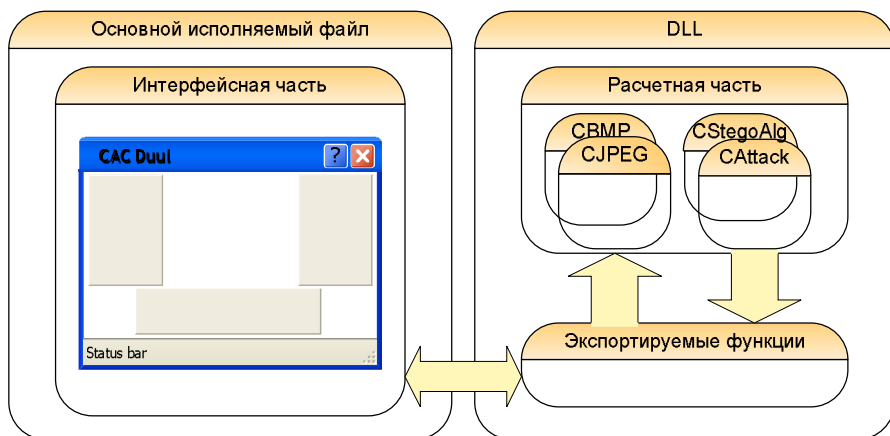 Основной исполняемый файл
DLL
Интерфейсная часть
Расчетная часть
CBMP
CStegoAlg
CJPEG
CAttack
CAC Duul
?
Экспортируемые функции
Status bar